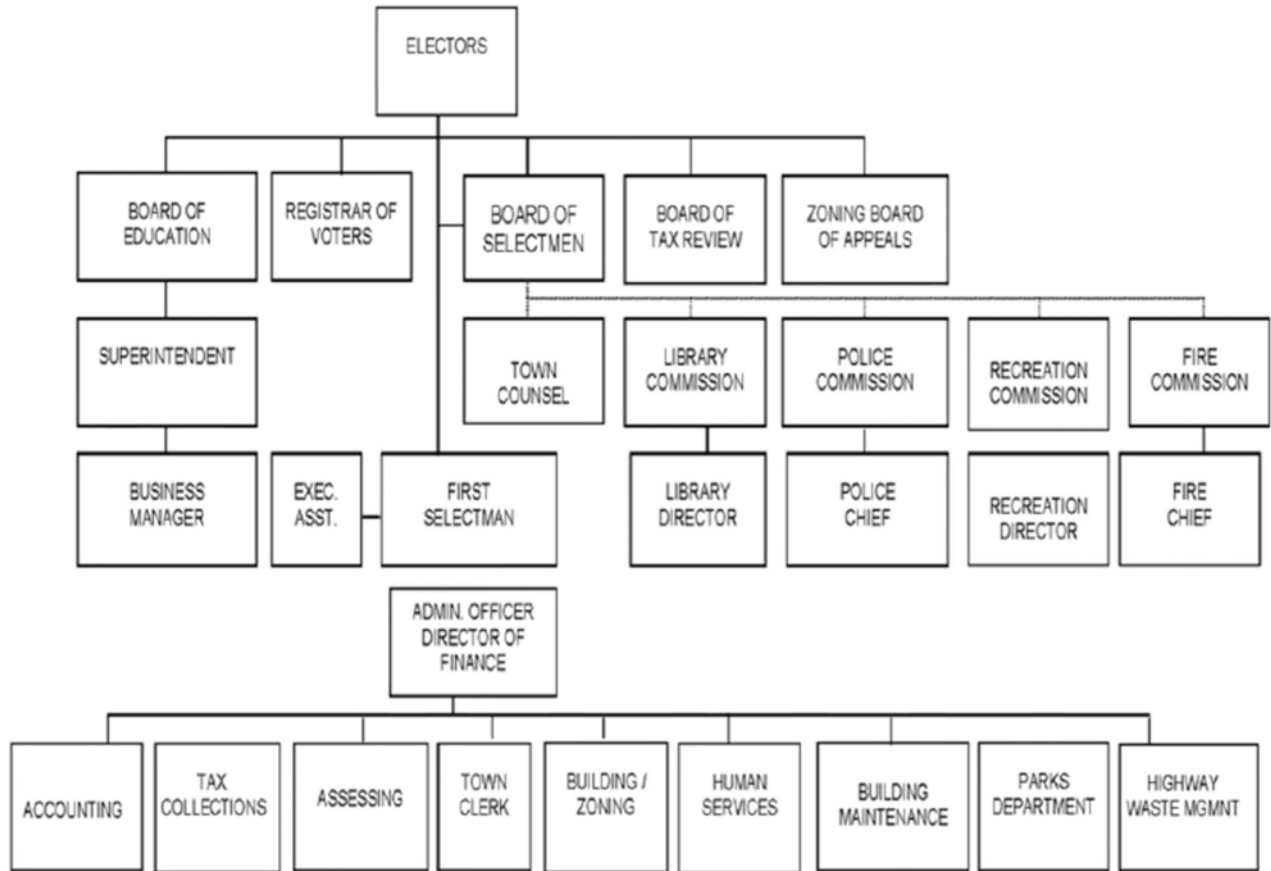 ELECTORS
BOARD OF
EDUCATION
REGISTRAR OF
VOTERS
BOARD OF
SELECTMEN
BOARD OF
TAX REVIEW
ZONING BOARD
OF APPEALS
SUPERINTENDENT
TOWN
COUNSEL
LIBRARY
COMMISSION
POLICE
COMMISSION
RECREATION
COMMISSION
FIRE
COMMISSION
BUSINESS
MANAGER
EXEC.
ASST.
FIRST
SELECTMAN
LIBRARY
DIRECTOR
POLICE
CHIEF
RECREATION
DIRECTOR
FIRE
CHIEF
ADMIN. OFFICER
DIRECTOR OF
FINANCE
ACCOUNTING
TAX
COLLECTIONS
ASSESSING
TOWN
CLERK
BUILDING /
ZONING
HUMAN
SERVICES
BUILDING
MAINTENANCE
PARKS
DEPARTMENT
HIGHWAY
WASTE MGMNT